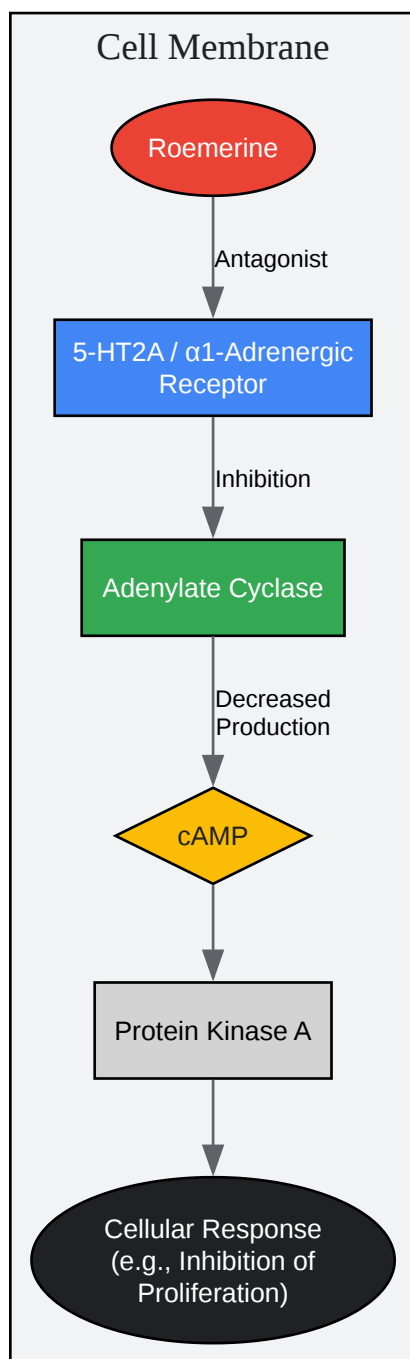 Cell Membrane
Roemerine
Antagonist
5-HT2A / α1-Adrenergic
Receptor
Inhibition
Adenylate Cyclase
Decreased
Production
cAMP
Protein Kinase A
Cellular Response
(e.g., Inhibition of
Proliferation)